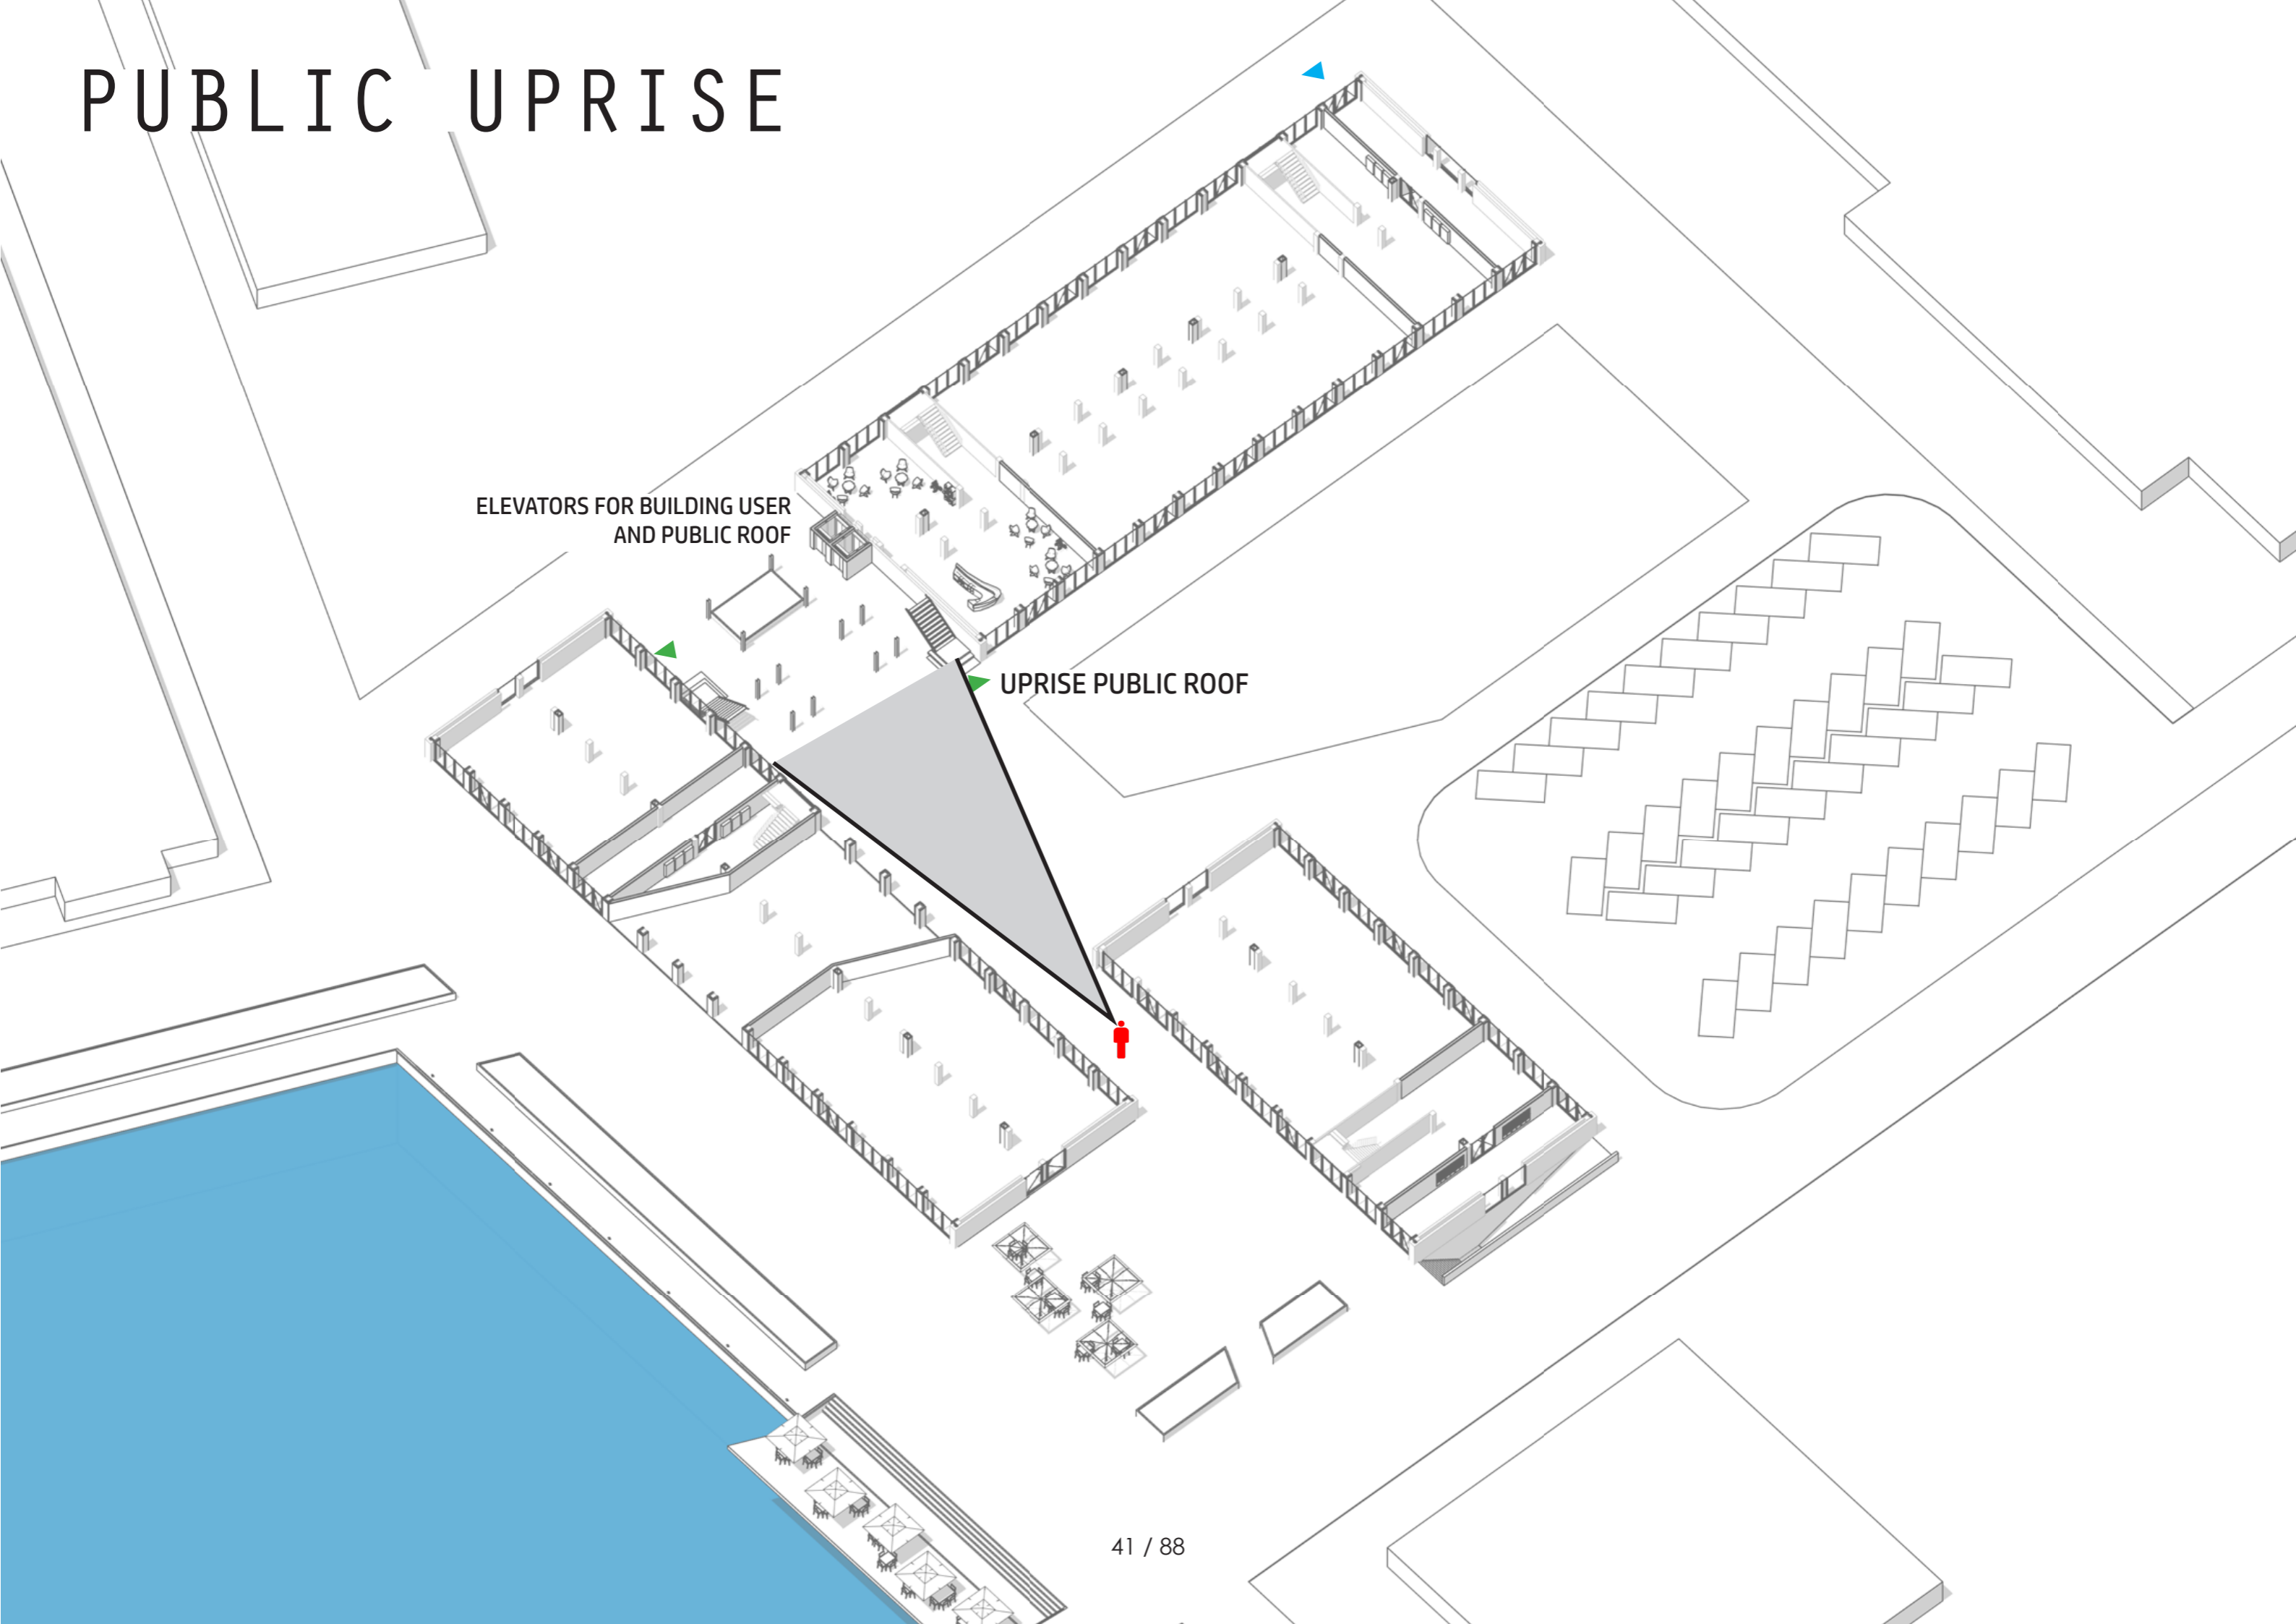 PUBLIC UPRISE
ELEVATORS FOR BUILDING USER
AND PUBLIC ROOF
UPRISE PUBLIC ROOF
41 / 88